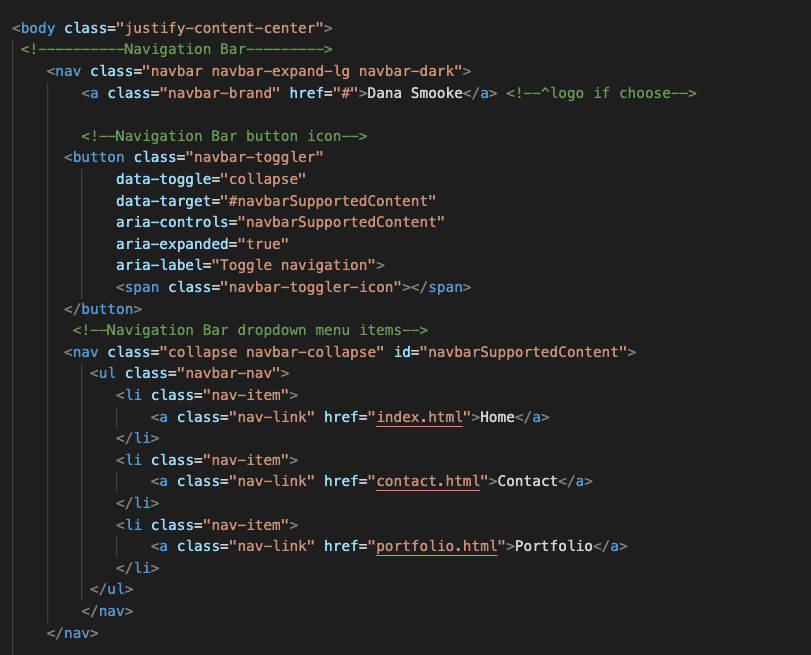 <body class="justify-content-center">
<!----------Navigation Bar--------->
<nav class="navbar navbar-expand-lg navbar-dark">
<a class="navbar-brand" href="#">Dana Smooke</a> <!--^logo if choose-->
<!--Navigation Bar button icon-->
<button class="navbar-toggler"
data-toggle="collapse"
data-target="#navbarSupportedContent"
aria-controls="navbarSupportedContent"
aria-expanded="true"
aria-label="Toggle navigation">
<span class="navbar-toggler-icon"></span>
</button>
<!--Navigation Bar dropdown menu items-->
<nav class="collapse navbar-collapse" id="navbarSupportedContent">
<ul class="navbar-nav">
<li class="nav-item">
<a class="nav-link" href="index.html">Home</a>
</li>
<li class="nav-item">
<a class="nav-link" href="contact.html">Contact</a>
</li>
<li class="nav-item">
<a class="nav-link" href="portfolio.html">Portfolio</a>
</li>
</ul>
</nav>
</nav>